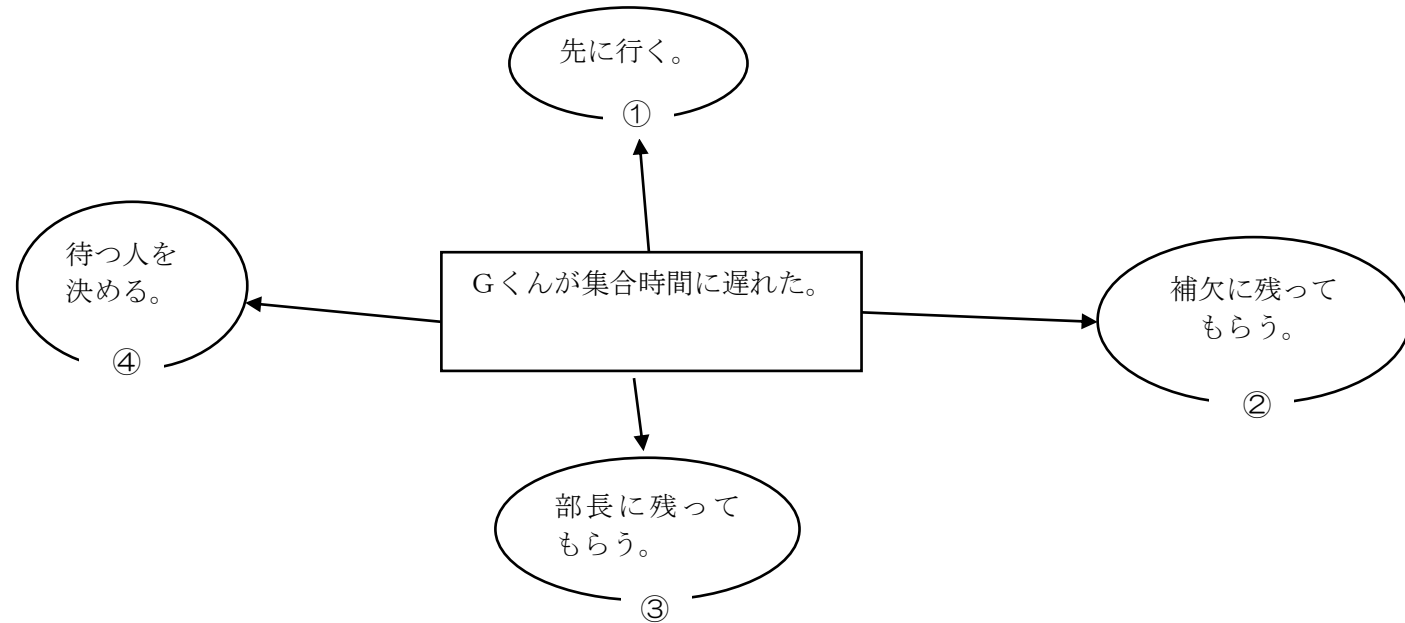 先に行く。
①
待つ人を
決める。
④
Gくんが集合時間に遅れた。
補欠に残って
もらう。
②
部長に残って
もらう。
③